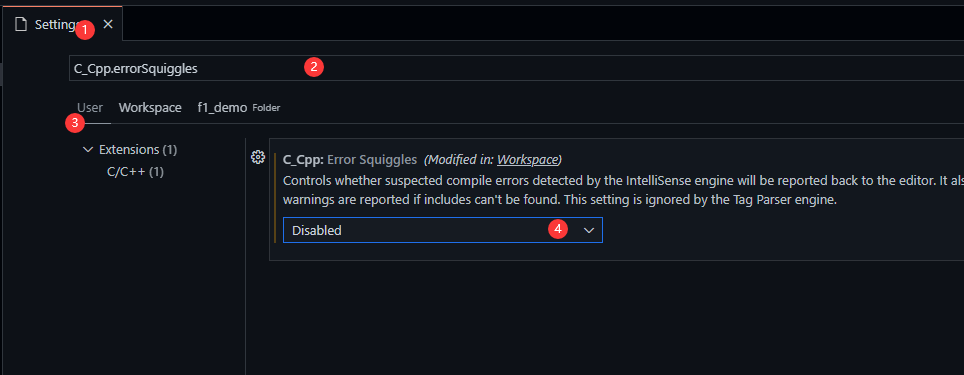 Settings
1
C_Cpp.errorSquiggles
2
User Workspace f1_demo Folder
3
Extensions (1)
C/C++ (1)
C_Cpp: Error Squiggles (Modified in: Workspace)
Controls whether suspected compile errors detected by the IntelliSense engine will be reported back to the editor. It als
warnings are reported if includes can't be found. This setting is ignored by the Tag Parser engine.
Disabled
4